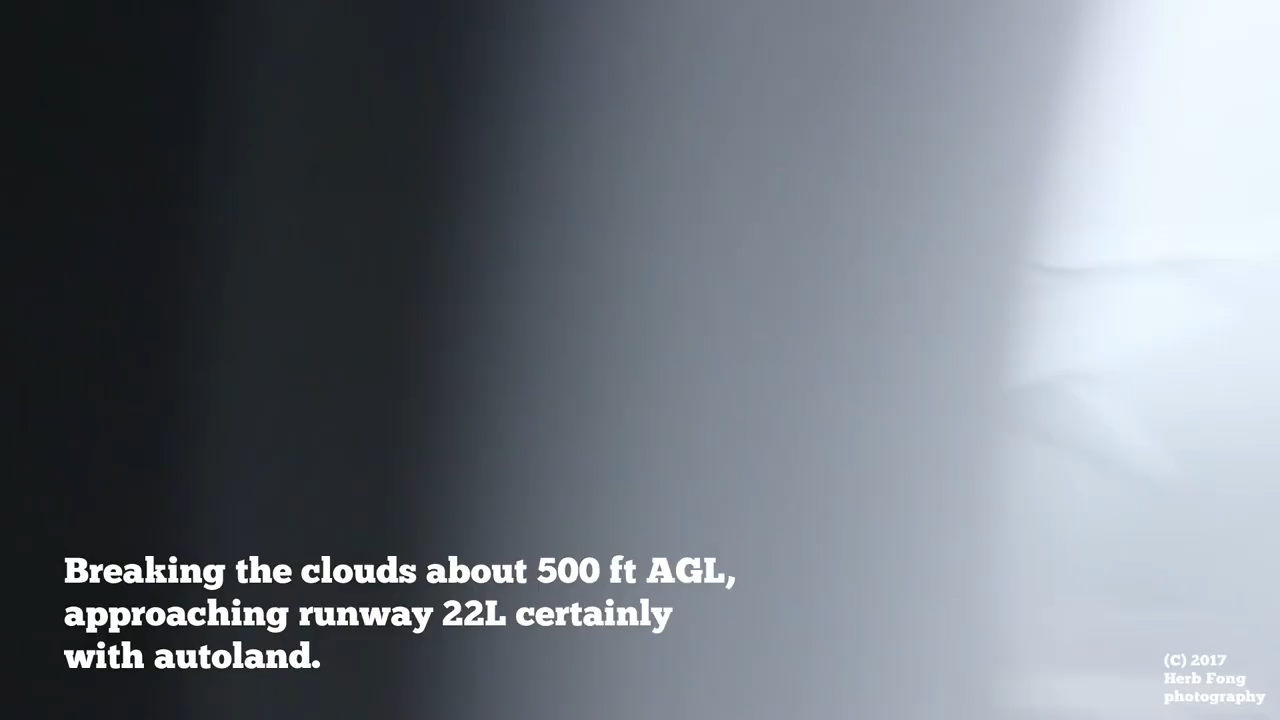 Breaking the clouds about 500 ft AGL,
approaching runway 22L certainly
with autoland.
(C) 2017
Herb Fong
photography